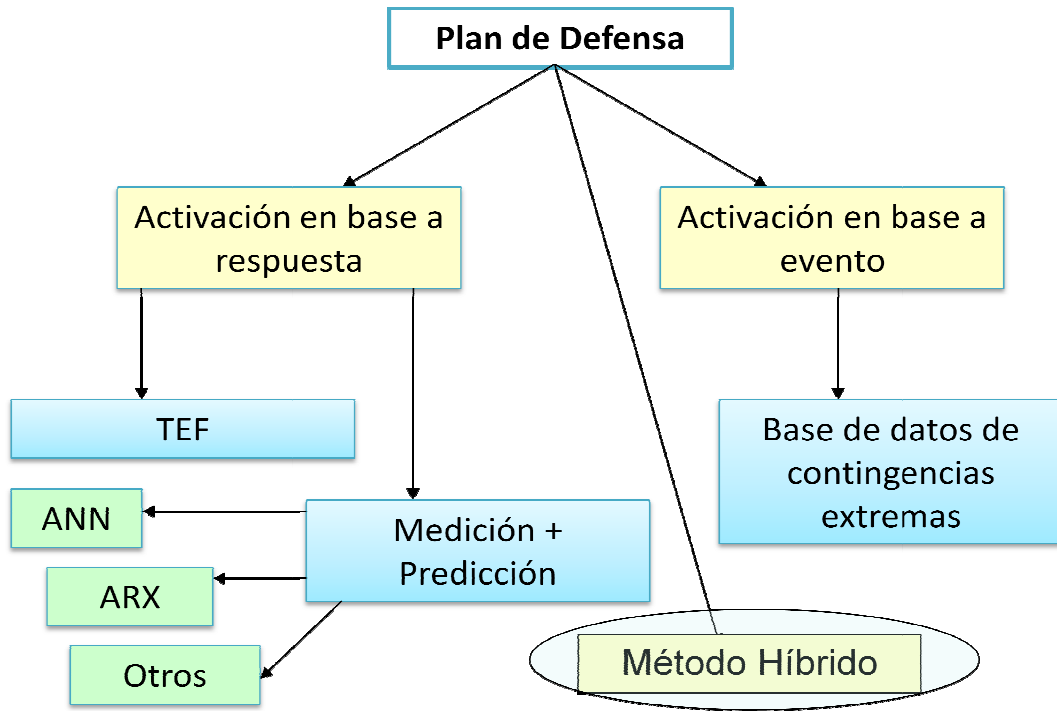 Plan de Defensa
Activación en base a
respuesta
Activación en base a
evento
TEF
Base de datos de
contingencias
extremas
ANN
Medición +
Predicción
ARX
Otros
Método Híbrido